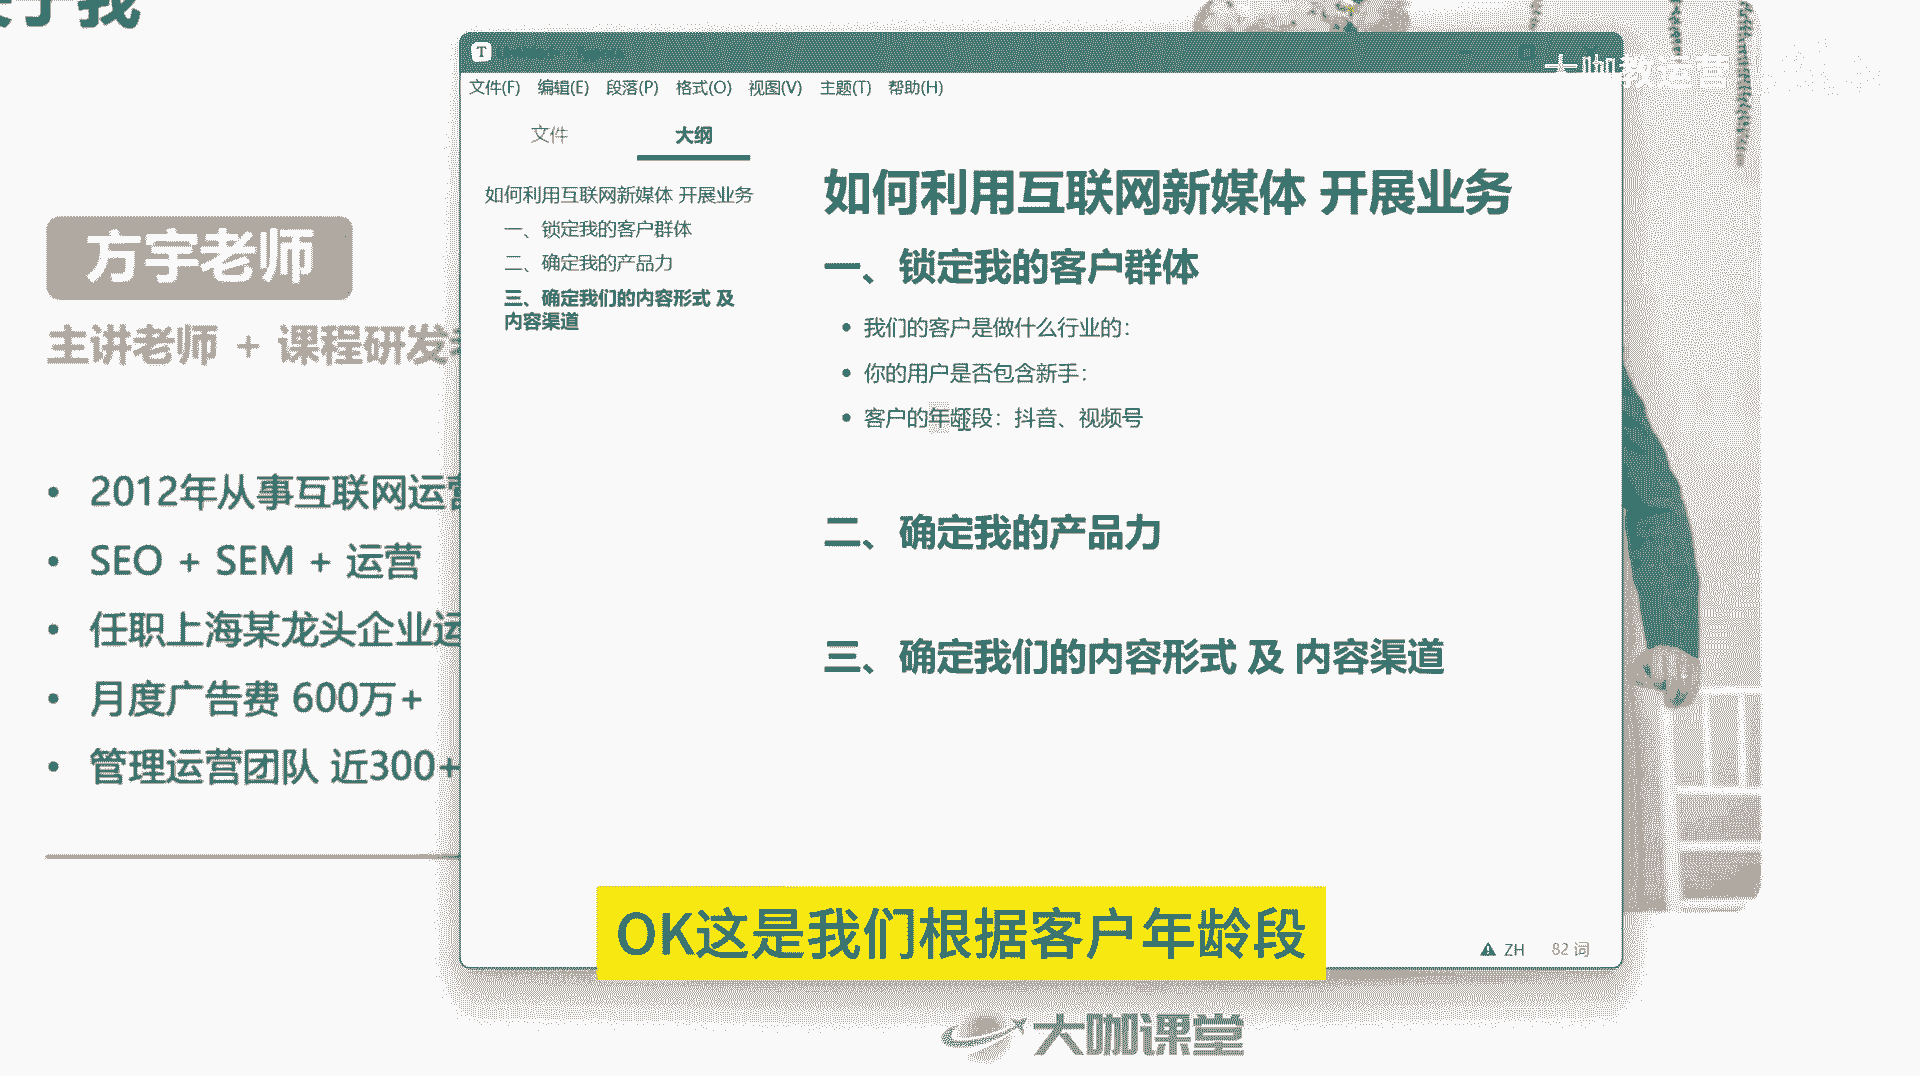 于我
方宇老师
主讲老师 + 课程研发
• 2012年从事互联网运营
• SEO + SEM + 运营
• 任职上海某龙头企业运
• 月度广告费 600万+
• 管理运营团队 近300+
T
文件(F) 编辑(E) 段落(P) 格式(O) 视图(V) 主题(T) 帮助(H)
文件 大纲
如何利用互联网新媒体 开展业务
一、锁定我的客户群体
二、确定我的产品力
三、确定我们的内容形式 及
内容渠道
如何利用互联网新媒体 开展业务
一、锁定我的客户群体
• 我们的客户是做什么行业的：
• 你的用户是否包含新手：
• 客户的年龄段：抖音、视频号
二、确定我的产品力
三、确定我们的内容形式 及 内容渠道
ZH 82 词
大咖教运营
OK这是我们根据客户年龄段
大咖课堂